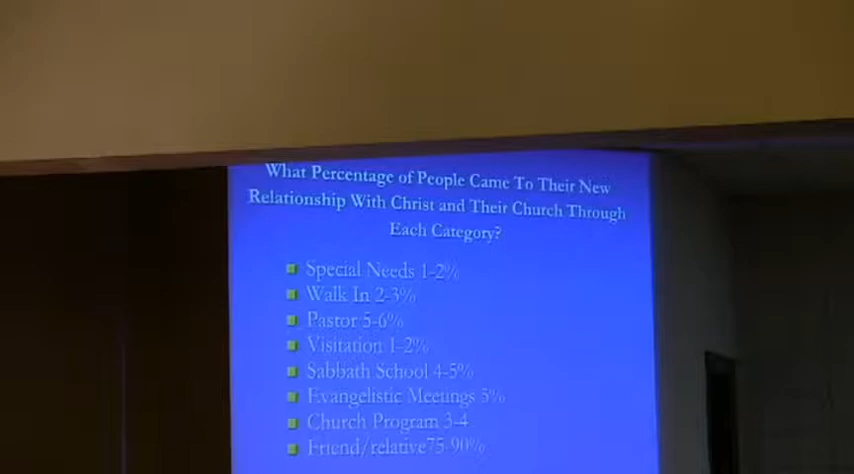 What Percentage of People Came To Their New
Relationship With Christ and Their Church Through
Each Category?
Special Needs 1-2%
Walk In 2-3%
Pastor 5-6%
Visitation 1-2%
Sabbath School 4-5%
Evangelistic Meetings 5%
Church Program 3-4
Friend/relative75-90%